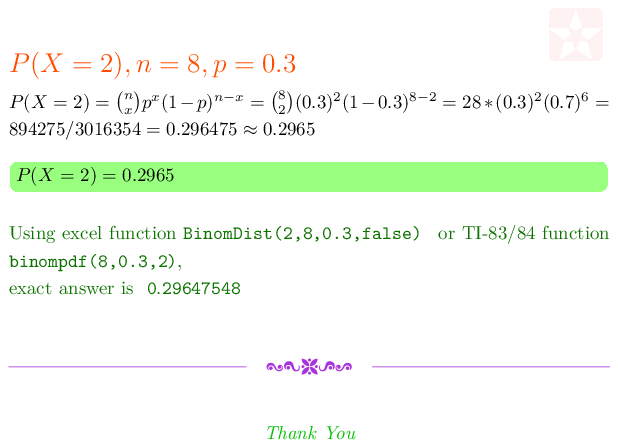 P(X = 2), n = 8, p = 0.3
P(X = 2) = \binom{n}{x} p^x (1 − p)^{n−x} = \binom{8}{2} (0.3)^2 (1 − 0.3)^{8−2} = 28 * (0.3)^2 (0.7)^6 =
894275/3016354 = 0.296475 ≈ 0.2965
P(X = 2) = 0.2965
Using excel function BinomDist(2,8,0.3,false) or TI-83/84 function
binompdf(8,0.3,2),
exact answer is 0.29647548
Thank You